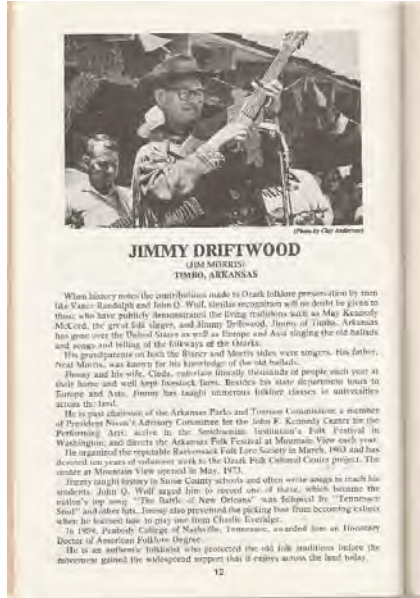 (Photo by Clay Anderson)
JIMMY DRIFTWOOD
(JIM MORRIS)
TIMBO, ARKANSAS
When history notes the contributions made to Ozark folklore preservation by men
like Vance Randolph and John Q. Wolf, similar recognition will no doubt be given to
those who have publicly demonstrated the living traditions such as May Kennedy
McCord, the great folk singer, and Jimmy Driftwood. Jimmy of Timbo, Arkansas
has gone over the United States as well as Europe and Asia singing the old ballads
and songs and telling of the folkways of the Ozarks.
His grandparents on both the Risner and Morris sides were singers. His father,
Neal Morris, was known for his knowledge of the old ballads.
Jimmy and his wife, Cleda, entertain literally thousands of people each year at
their home and well kept livestock farm. Besides his state department tours to
Europe and Asia, Jimmy has taught numerous folklore classes in universities
across the land.
He is past chairman of the Arkansas Parks and Tourism Commission; a member
of President Nixon's Advisory Committee for the John F. Kennedy Centre for the
Performing Arts; active in the Smithsonian Institution's Folk Festival in
Washington; and directs the Arkansas Folk Festival at Mountain View each year.
He organized the reputable Rackensack Folk Lore Society in March, 1963 and has
devoted ten years of volunteer work to the Ozark Folk Cultural Center project. The
center at Mountain View opened in May, 1973.
Jimmy taught history in Stone County schools and often wrote songs to teach his
students. John Q. Wolf urged him to record one of these, which became the
nation's top song. "The Battle of New Orleans" was followed by "Tennessee
Stud" and other hits. Jimmy also prevented the picking bow from becoming extinct
when he learned how to play one from Charlie Everidge.
In 1959, Peabody College of Nashville, Tennessee, awarded him an Honorary
Doctor of American Folklore Degree.
He is an authentic folklorist who protected the old folk traditions before the
movement gained the widespread support that it enjoys across the land today.
12